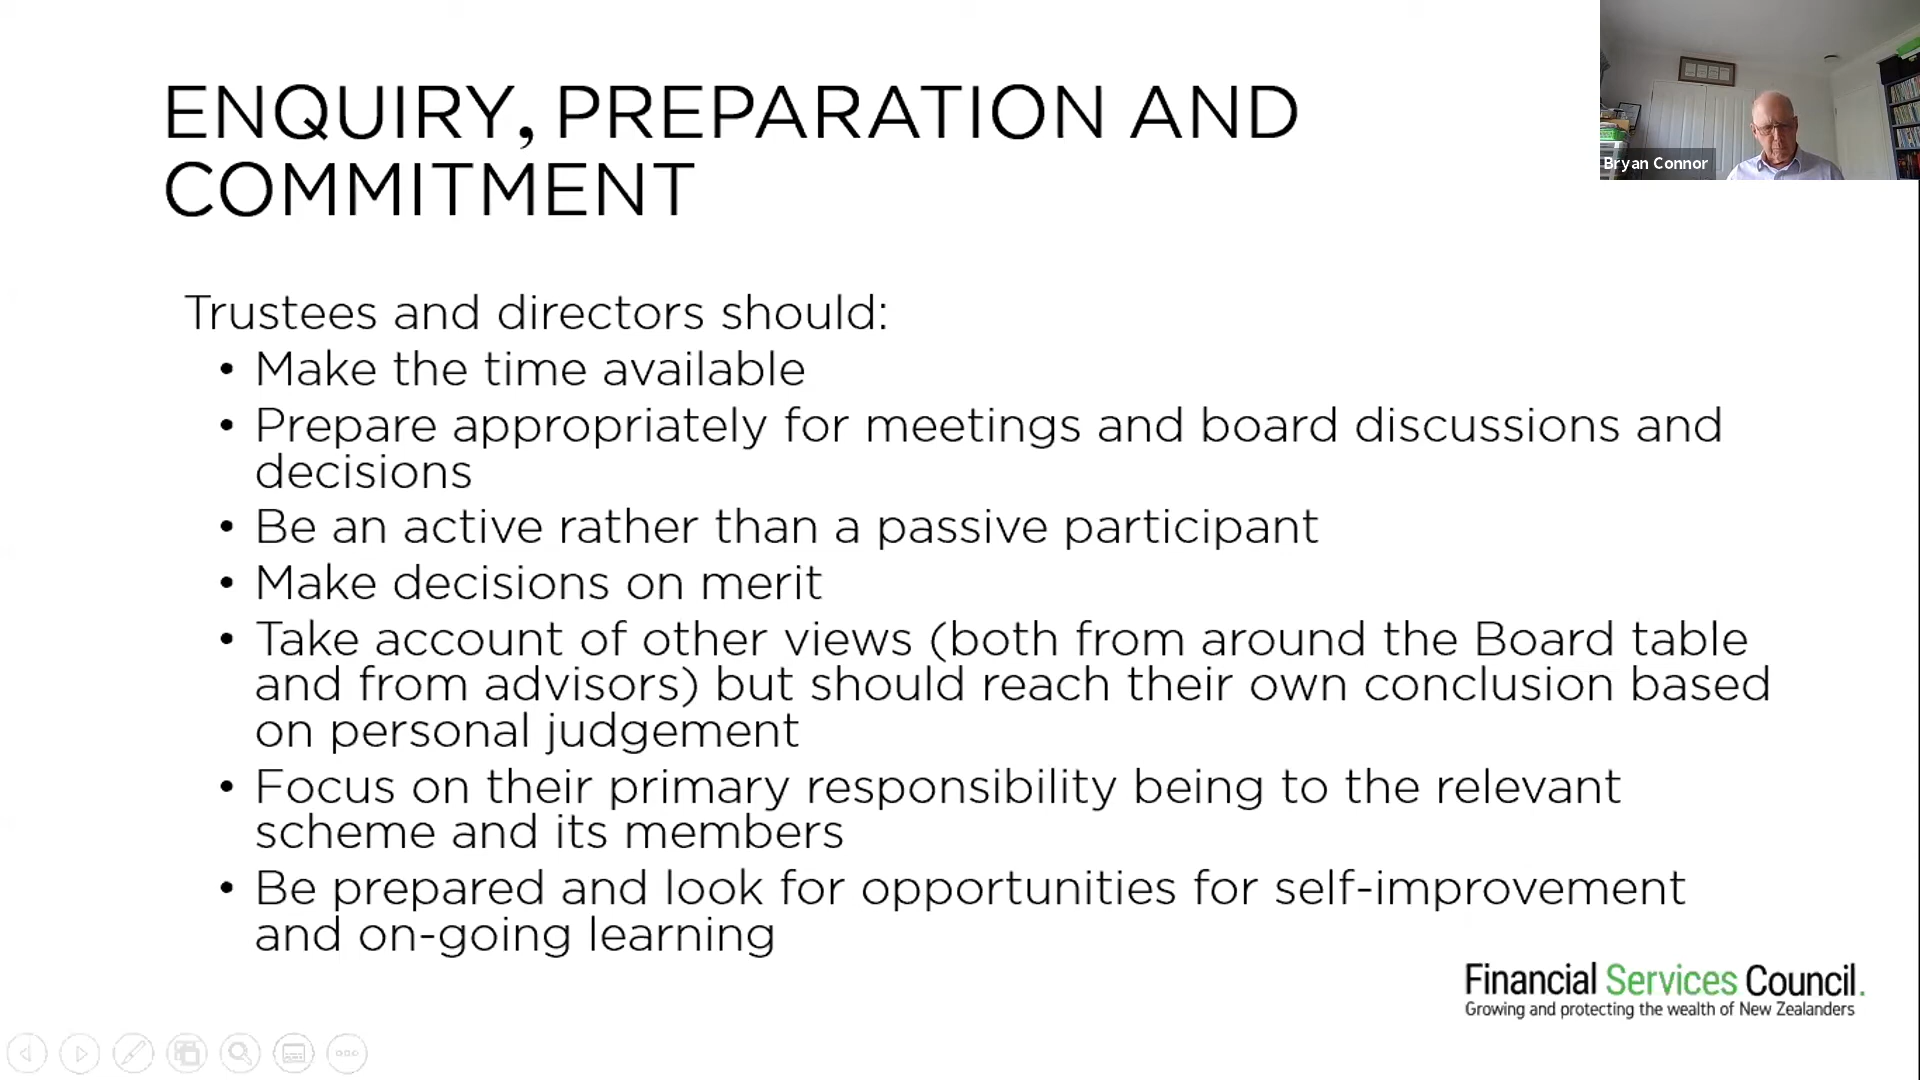 ENQUIRY, PREPARATION AND
COMMITMENT
Bryan Connor
Trustees and directors should:
• Make the time available
• Prepare appropriately for meetings and board discussions and
decisions
• Be an active rather than a passive participant
• Make decisions on merit
• Take account of other views (both from around the Board table
and from advisors) but should reach their own conclusion based
on personal judgement
• Focus on their primary responsibility being to the relevant
scheme and its members
• Be prepared and look for opportunities for self-improvement
and on-going learning
Financial Services Council.
Growing and protecting the wealth of New Zealanders